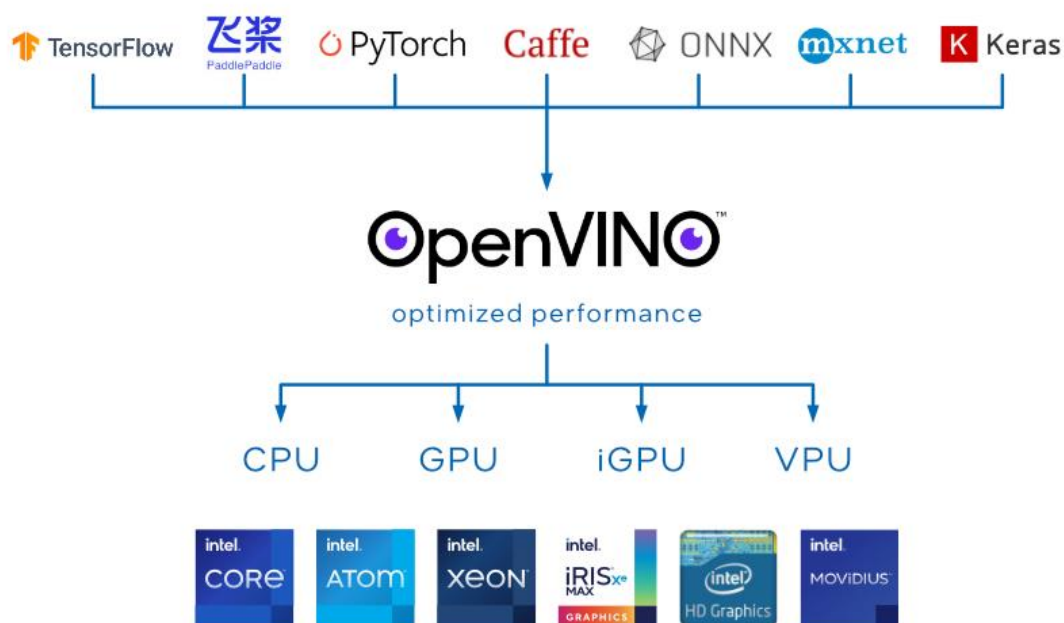 TensorFlow
飞桨
PaddlePaddle
PyTorch
Caffe
ONNX
mxnet
K Keras
OpenVINO™
optimized performance
CPU GPU iGPU VPU
intel.
CORE
intel.
ATOM
intel.
XEON
intel.
iRIS Xe
MAX
GRAPHICS
intel
HD Graphics
intel.
MOVIDIUS